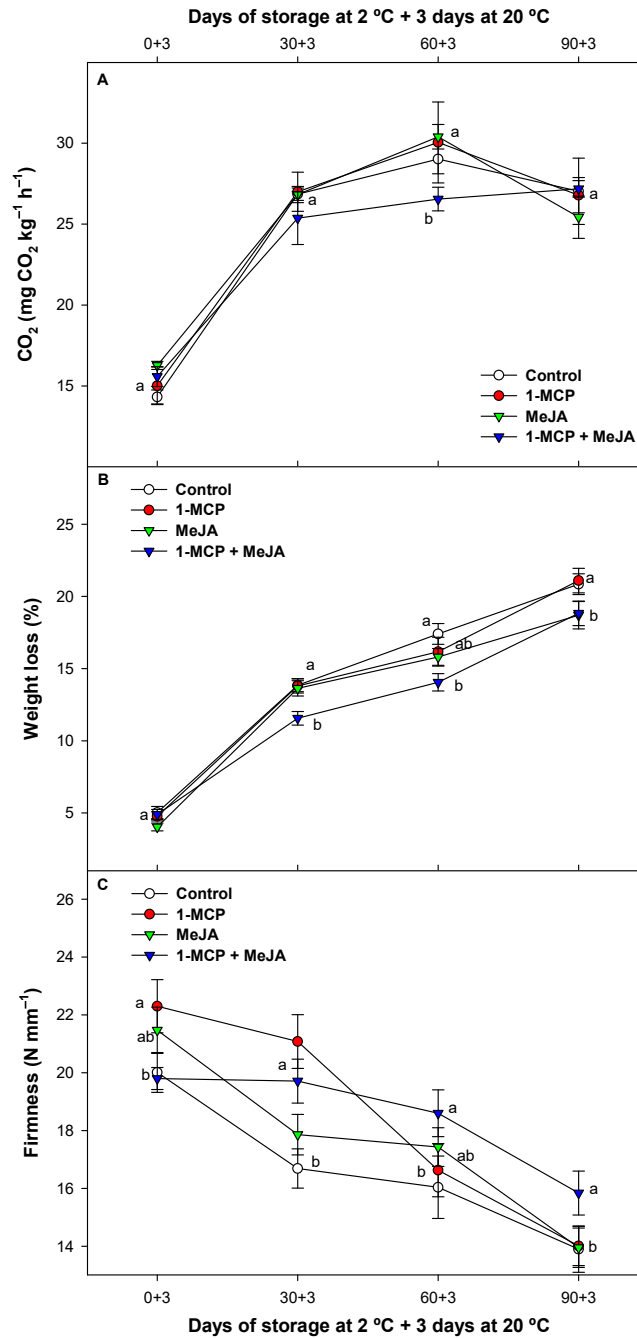 Days of storage at 2 ºC + 3 days at 20 ºC
0+3 30+3 60+3 90+3
A
CO₂ (mg CO₂ kg⁻¹ h⁻¹)
30
25
20
15
a
a
a
b
a
Control
1-MCP
MeJA
1-MCP + MeJA
B
Control
1-MCP
MeJA
1-MCP + MeJA
Weight loss (%)
25
20
15
10
5
a
a
b
a
ab
b
a
b
C
Control
1-MCP
MeJA
1-MCP + MeJA
Firmness (N mm⁻¹)
26
24
22
20
18
16
14
a
ab
b
a
b
a
ab
b
a
b
0+3 30+3 60+3 90+3
Days of storage at 2 ºC + 3 days at 20 ºC